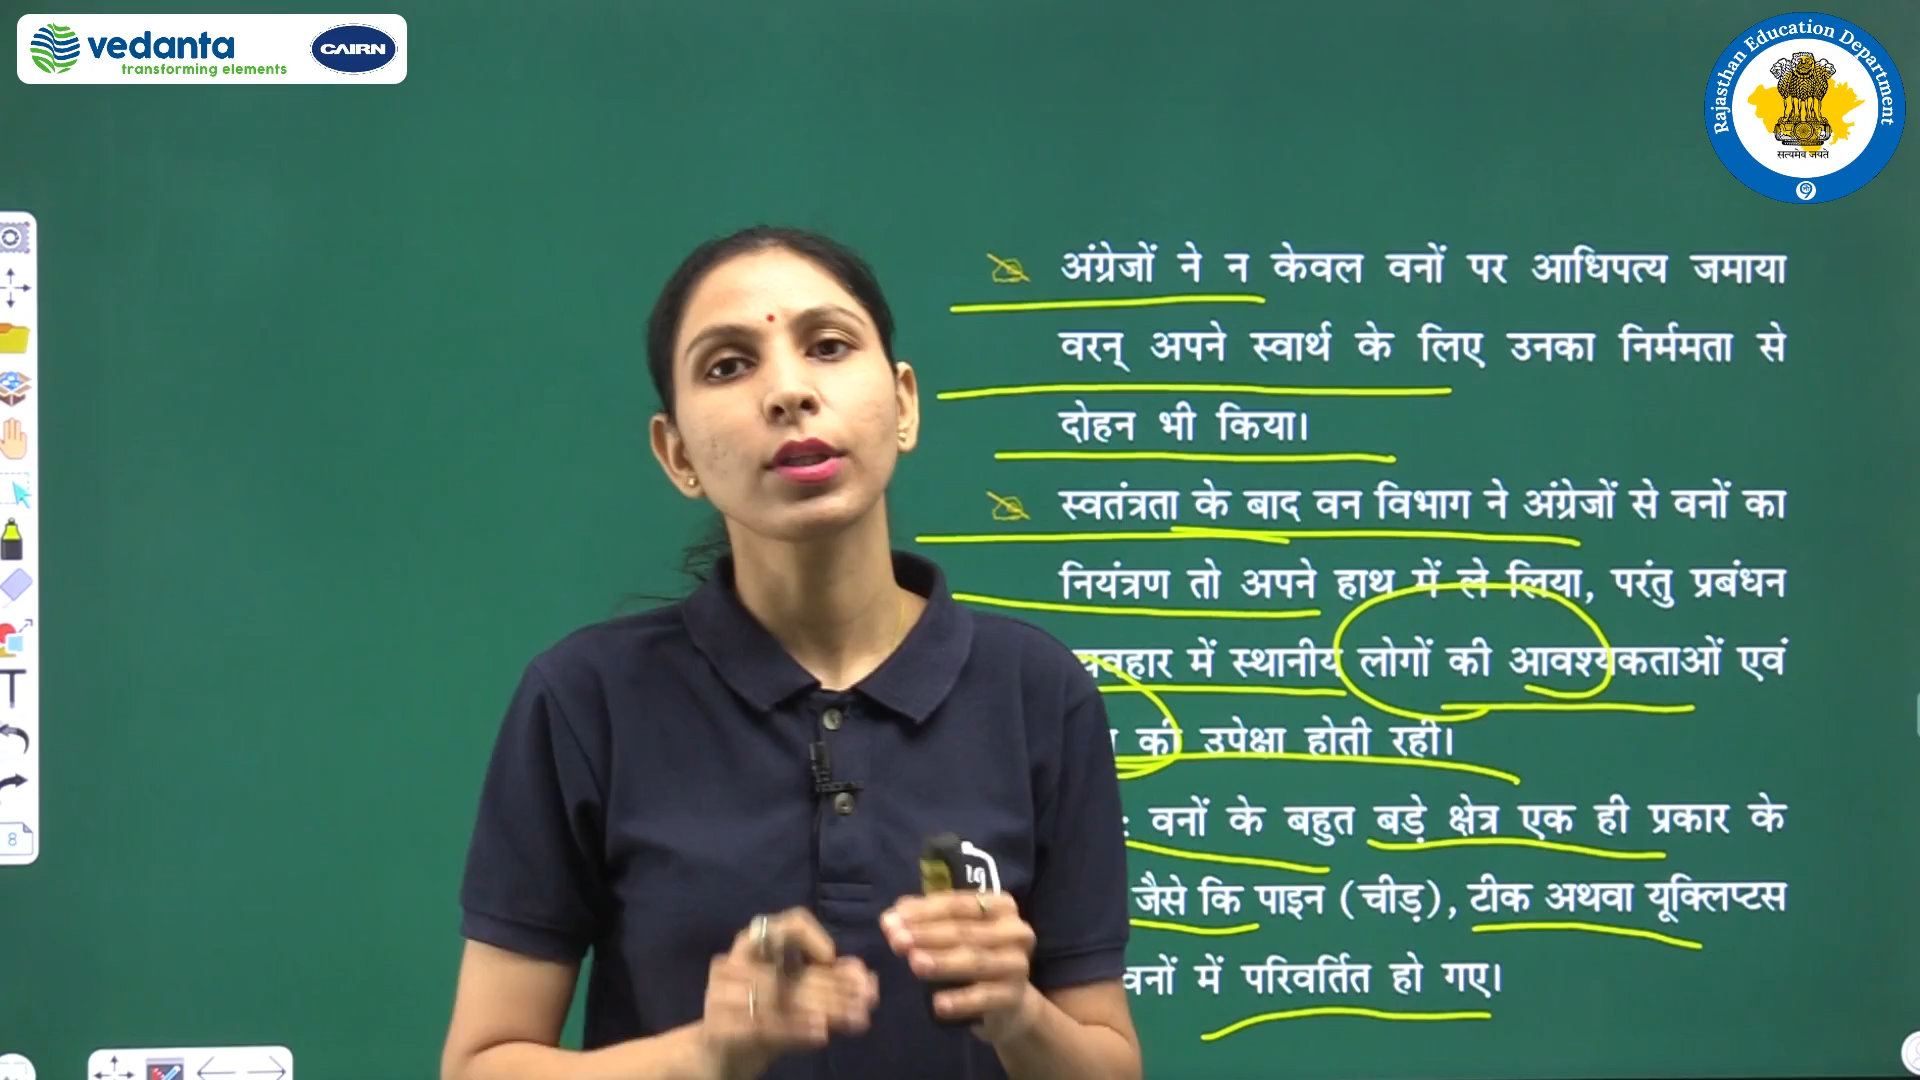 vedanta
transforming elements
CAIRN
Rajasthan Education Department
सत्यमेव जयते
अंग्रेजों ने न केवल वनों पर आधिपत्य जमाया
वरन् अपने स्वार्थ के लिए उनका निर्ममता से
दोहन भी किया।
स्वतंत्रता के बाद वन विभाग ने अंग्रेजों से वनों का
नियंत्रण तो अपने हाथ में ले लिया, परंतु प्रबंधन
में स्थानीय लोगों की आवश्यकताओं एवं
की उपेक्षा होती रही।
: वनों के बहुत बड़े क्षेत्र एक ही प्रकार के
जैसे कि पाइन (चीड़), टीक अथवा यूक्लिप्टस
वनों में परिवर्तित हो गए।
8